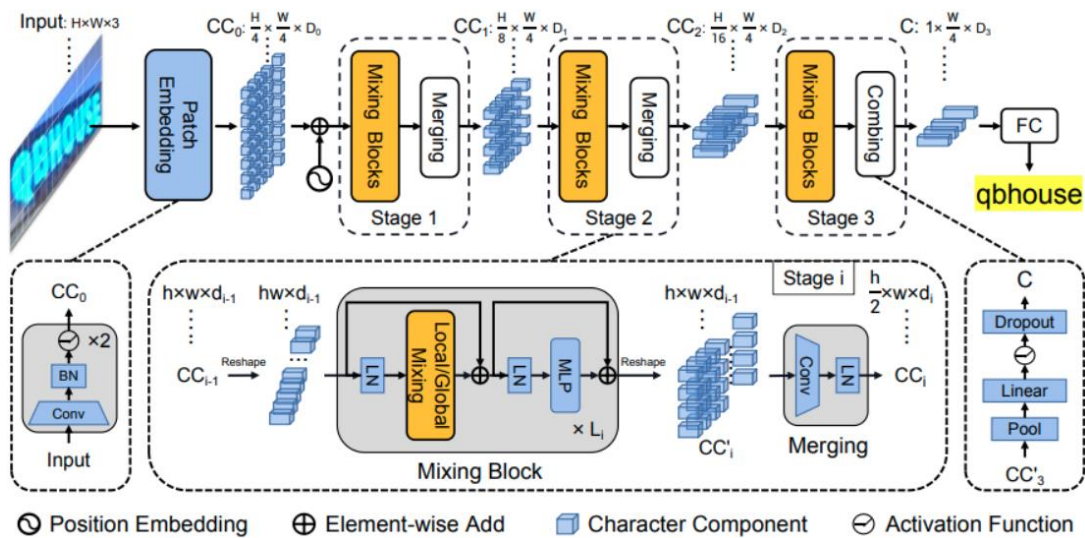 Input: H×W×3
CC₀: H/4 × W/4 × D₀
CC₁: H/8 × W/4 × D₁
CC₂: H/16 × W/4 × D₂
C: 1× W/4 × D₃
QBHOUSE
Patch Embedding
Mixing Blocks
Merging
Stage 1
Mixing Blocks
Merging
Stage 2
Mixing Blocks
Combing
Stage 3
FC
qbhouse
CC₀
×2
BN
Conv
Input
Stage i
h×w×dᵢ₋₁
hw×dᵢ₋₁
h×w×dᵢ₋₁
h/2 ×w×dᵢ
CCᵢ₋₁
Reshape
LN
Local/Global Mixing
LN
MLP
× Lᵢ
Mixing Block
Reshape
CC'ᵢ
Conv
LN
Merging
CCᵢ
C
Dropout
Linear
Pool
CC'₃
Position Embedding
Element-wise Add
Character Component
Activation Function